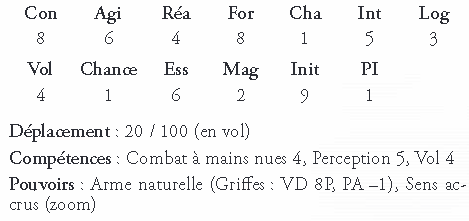 Con Agi Réa For Cha Int Log
8 6 4 8 1 5 3
Vol Chance Ess Mag Init PI
4 1 6 2 9 1
Déplacement : 20 / 100 (en vol)
Compétences : Combat à mains nues 4, Perception 5, Vol 4
Pouvoirs : Arme naturelle (Griffes : VD 8P, PA –1), Sens ac-
crus (zoom)